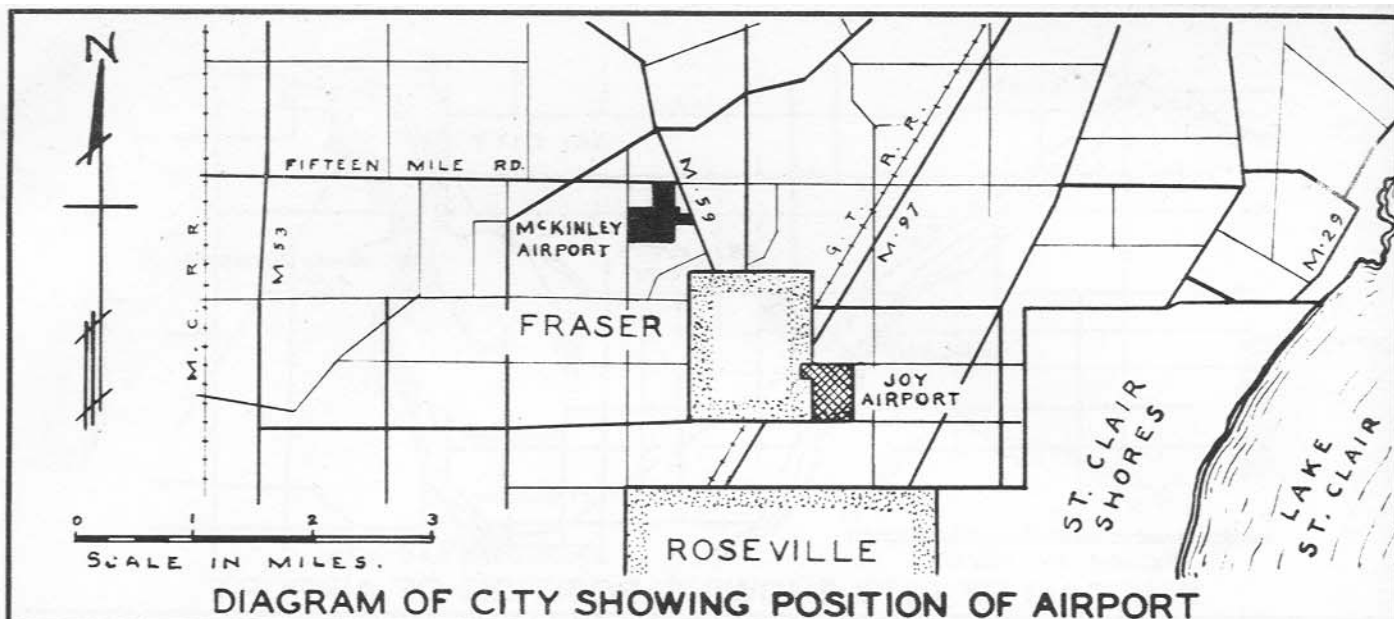 N
FIFTEEN MILE RD.
M·59
G. T. R. R.
M·97
McKINLEY
AIRPORT
M·29
M C R R
M 53
FRASER
JOY
AIRPORT
ST. CLAIR
SHORES
LAKE
ST. CLAIR
0 1 2 3
SCALE IN MILES.
ROSEVILLE
DIAGRAM OF CITY SHOWING POSITION OF AIRPORT